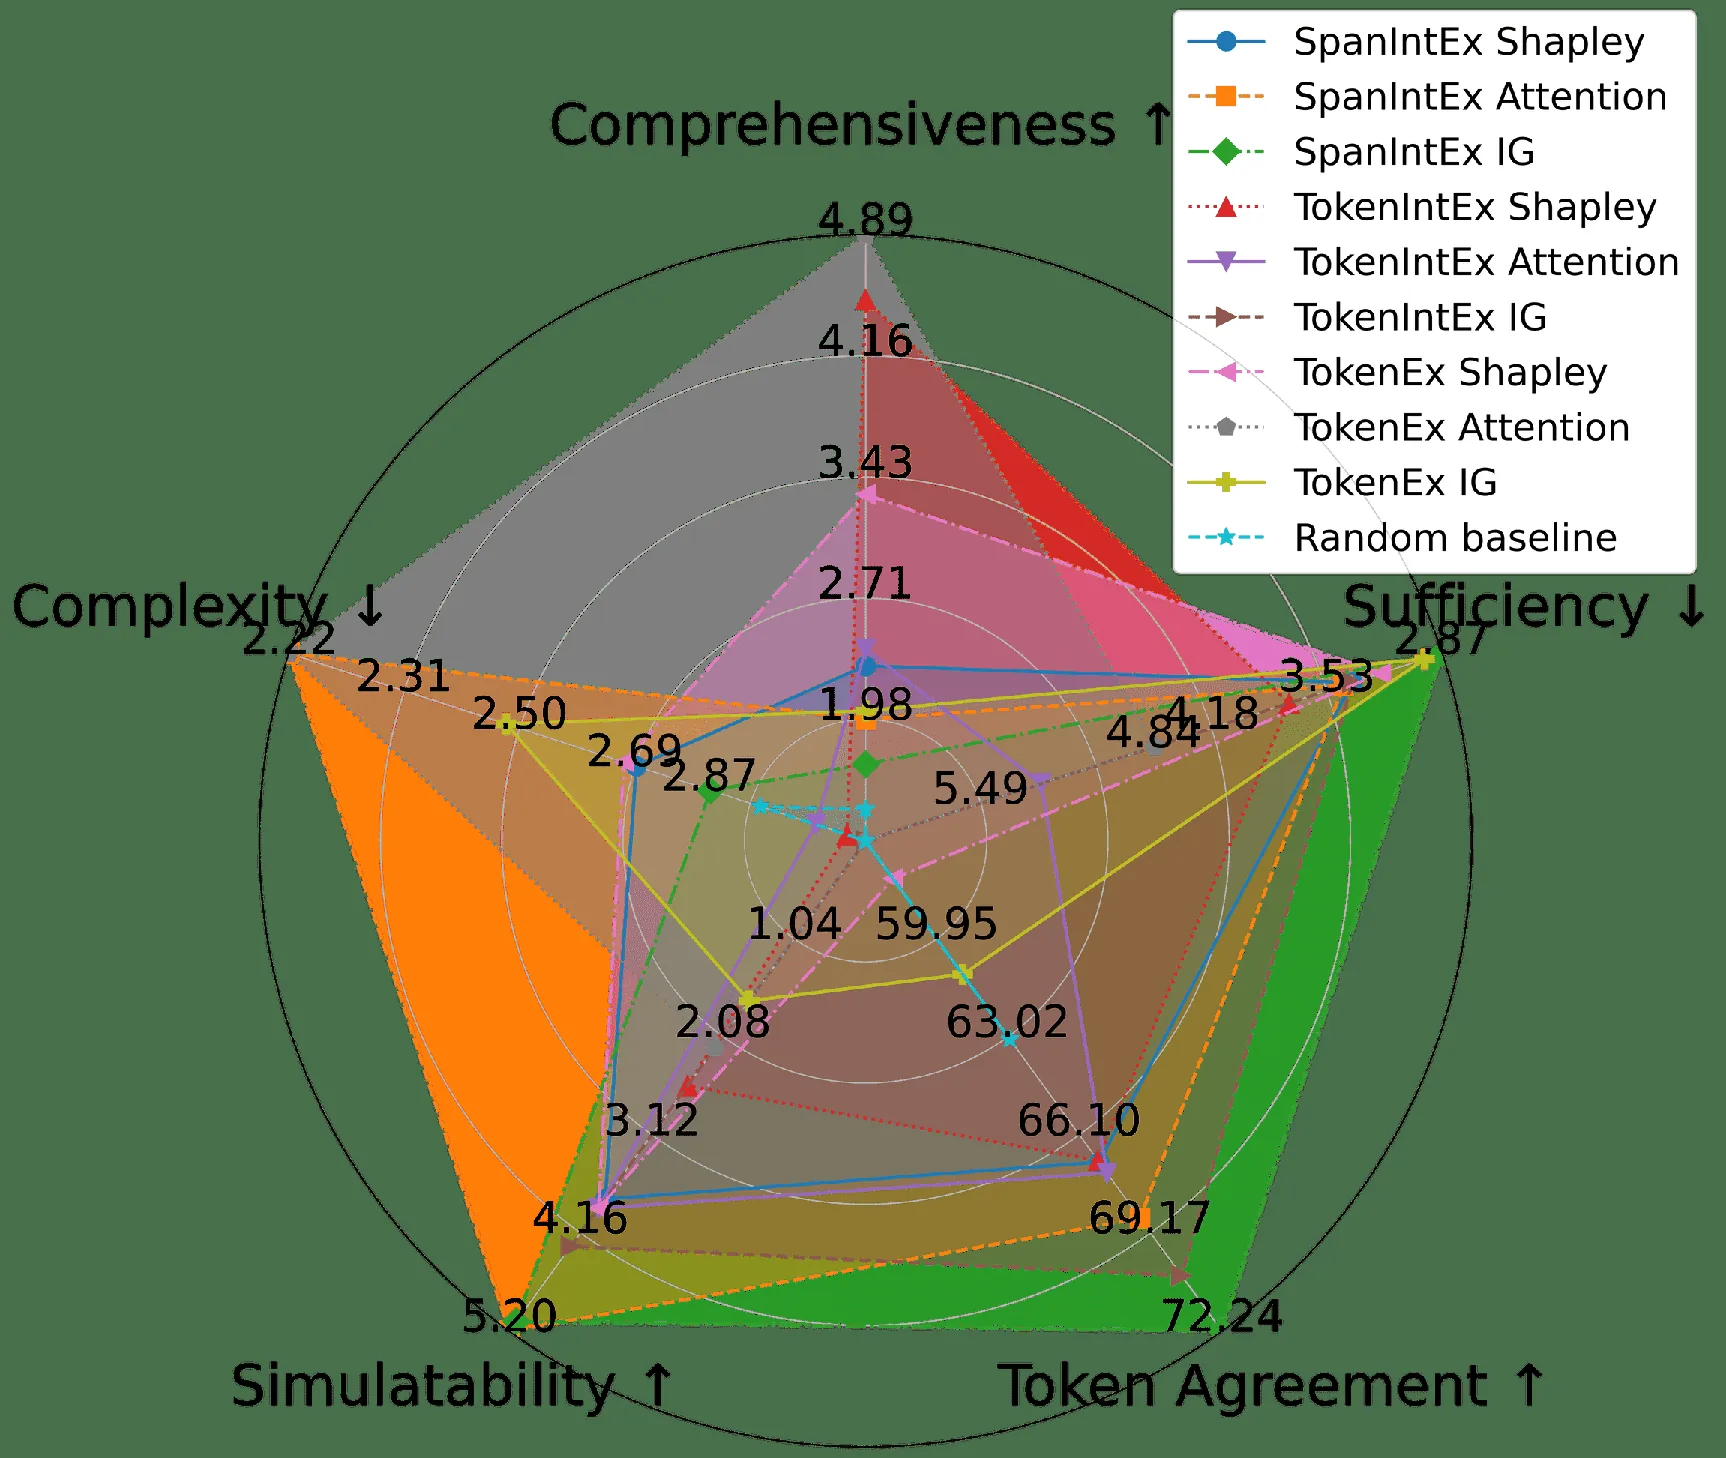 SpanIntEx Shapley
SpanIntEx Attention
SpanIntEx IG
TokenIntEx Shapley
TokenIntEx Attention
TokenIntEx IG
TokenEx Shapley
TokenEx Attention
TokenEx IG
Random baseline
Comprehensiveness ↑
4.89
4.16
3.43
2.71
1.98
Complexity ↓
2.22
2.31
2.50
2.69
2.87
Sufficiency ↓
2.87
3.53
4.18
4.84
5.49
1.04
2.08
3.12
4.16
5.20
Simulatability ↑
59.95
63.02
66.10
69.17
72.24
Token Agreement ↑